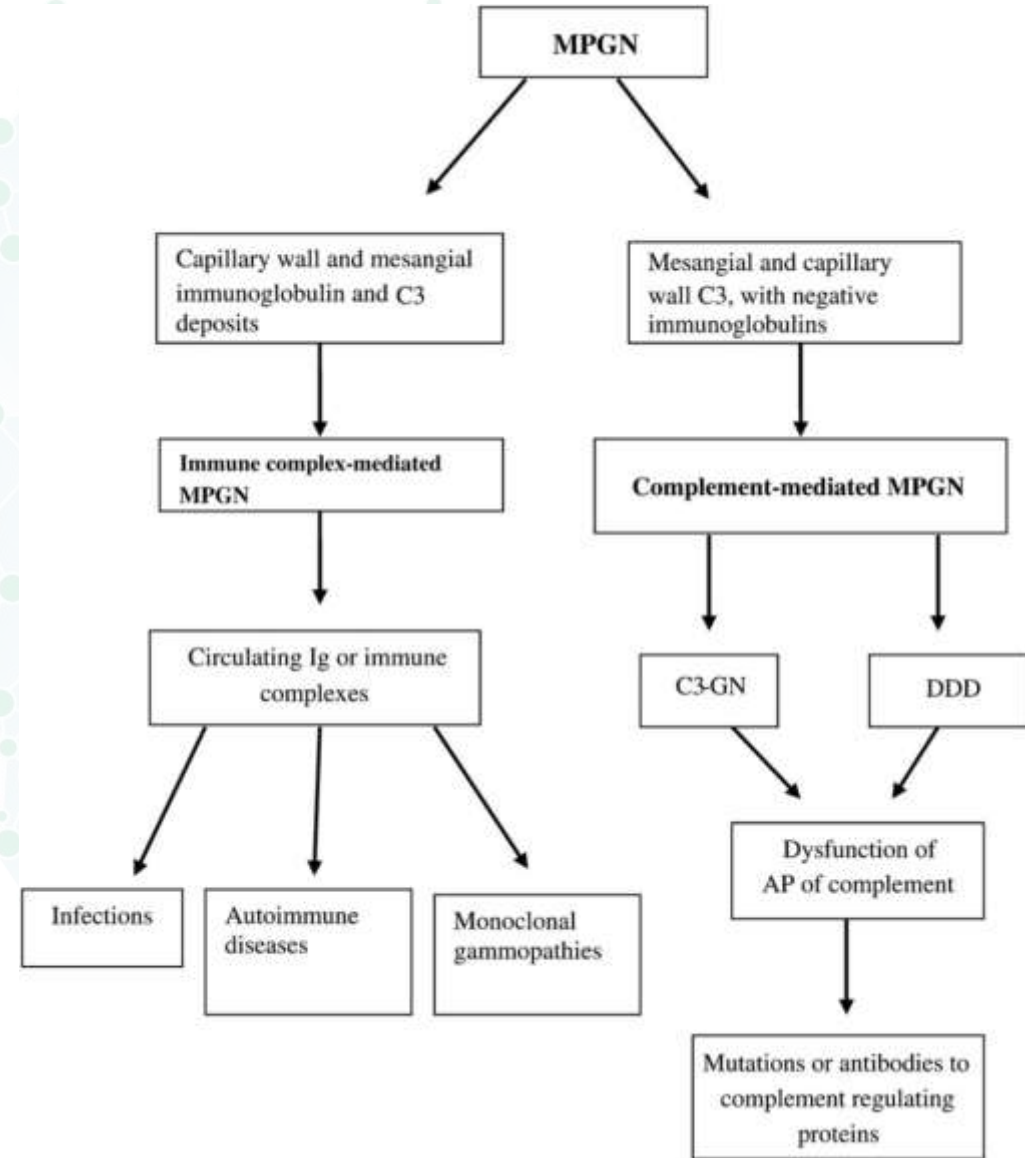 MPGN
Capillary wall and mesangial
immunoglobulin and C3
deposits
Mesangial and capillary
wall C3, with negative
immunoglobulins
Immune complex-mediated
MPGN
Complement-mediated MPGN
Circulating Ig or immune
complexes
C3-GN
DDD
Infections
Autoimmune
diseases
Monoclonal
gammopathies
Dysfunction of
AP of complement
Mutations or antibodies to
complement regulating
proteins